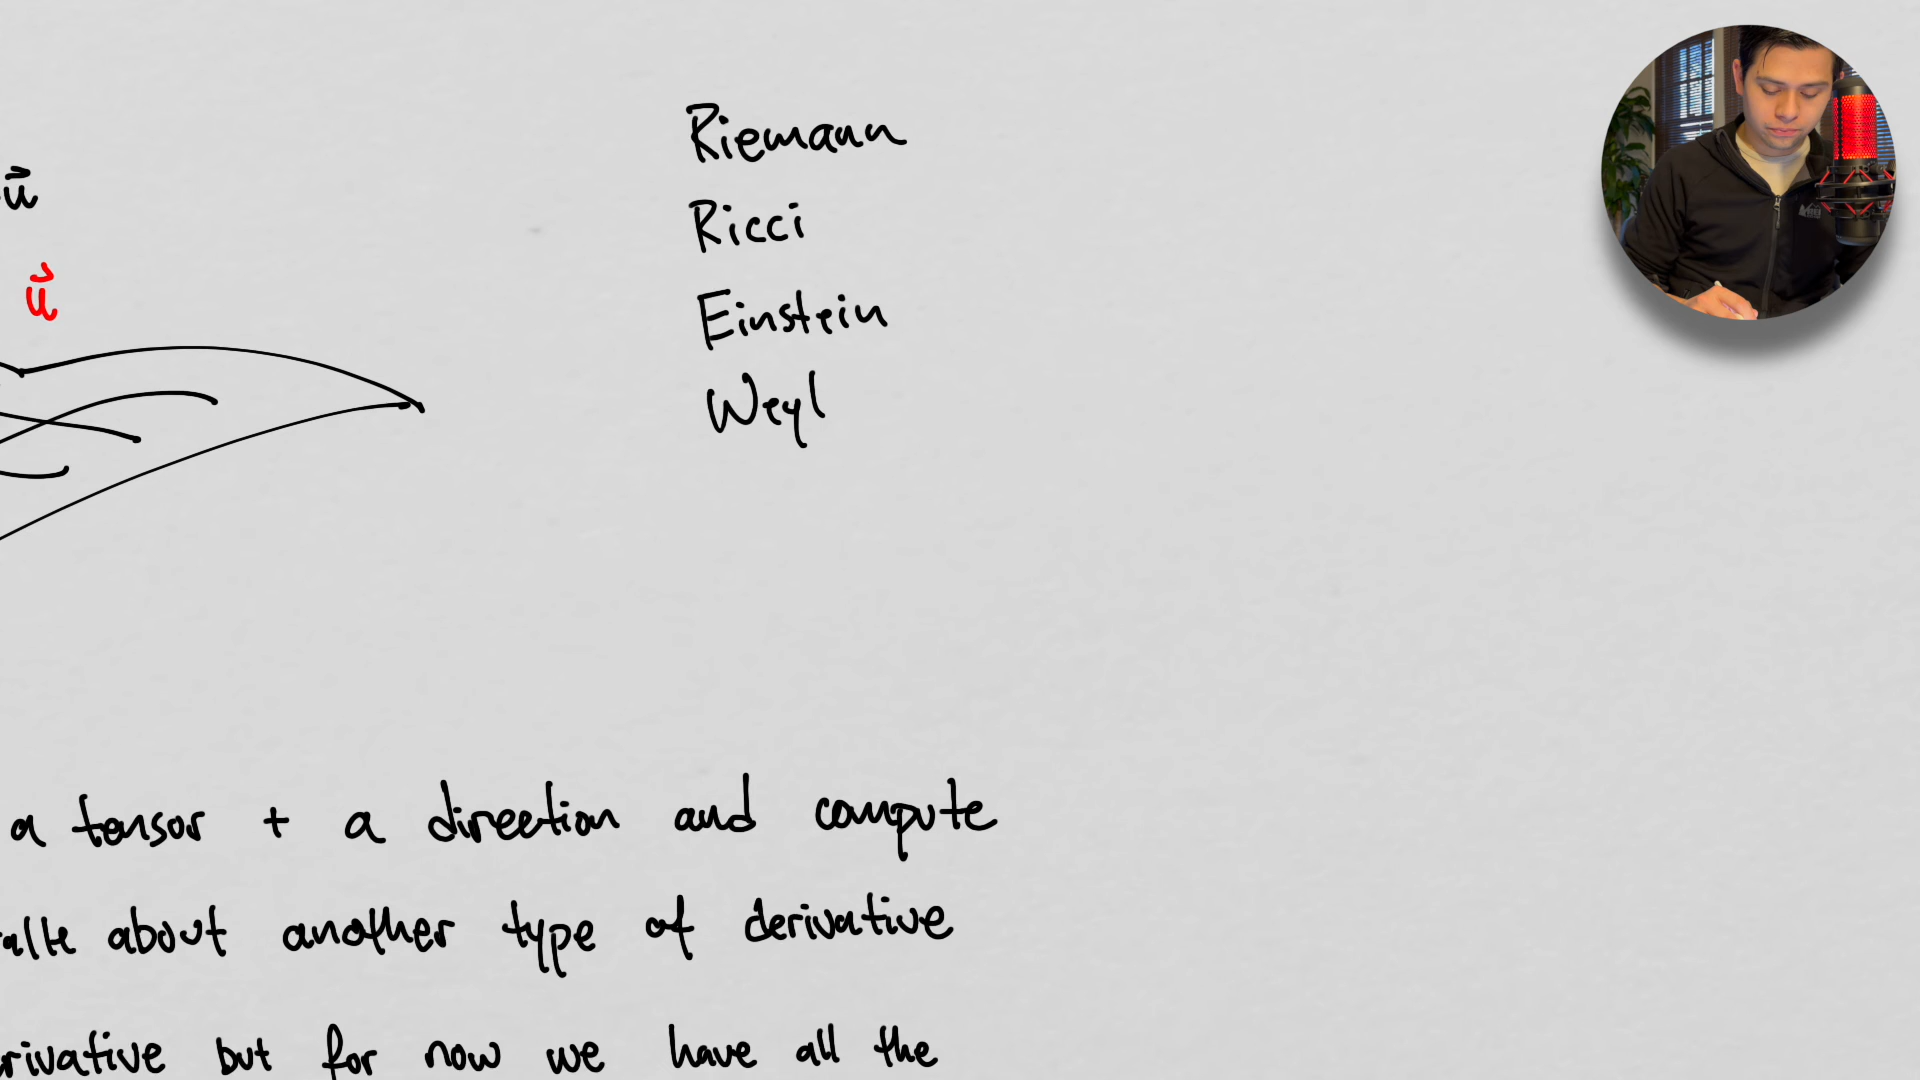 Riemann
u⃗
Ricci
u⃗
Einstein
Weyl
a tensor + a direction and compute
about another type of derivative
but for now we have all the